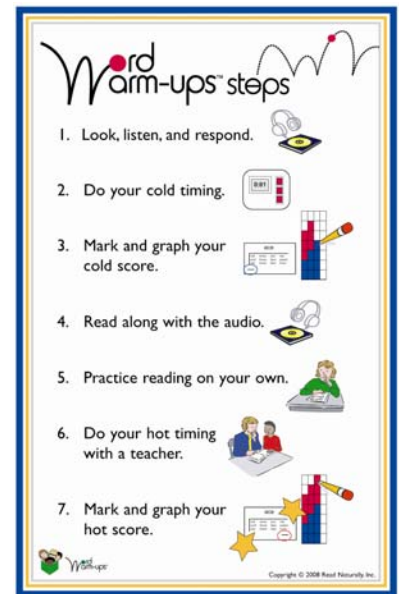 Word
Warm-ups™ steps
1. Look, listen, and respond.
2. Do your cold timing.
0:01
3. Mark and graph your
cold score.
4. Read along with the audio.
5. Practice reading on your own.
6. Do your hot timing
with a teacher.
7. Mark and graph your
hot score.
Word
Warm-ups
Copyright © 2008 Read Naturally, Inc.